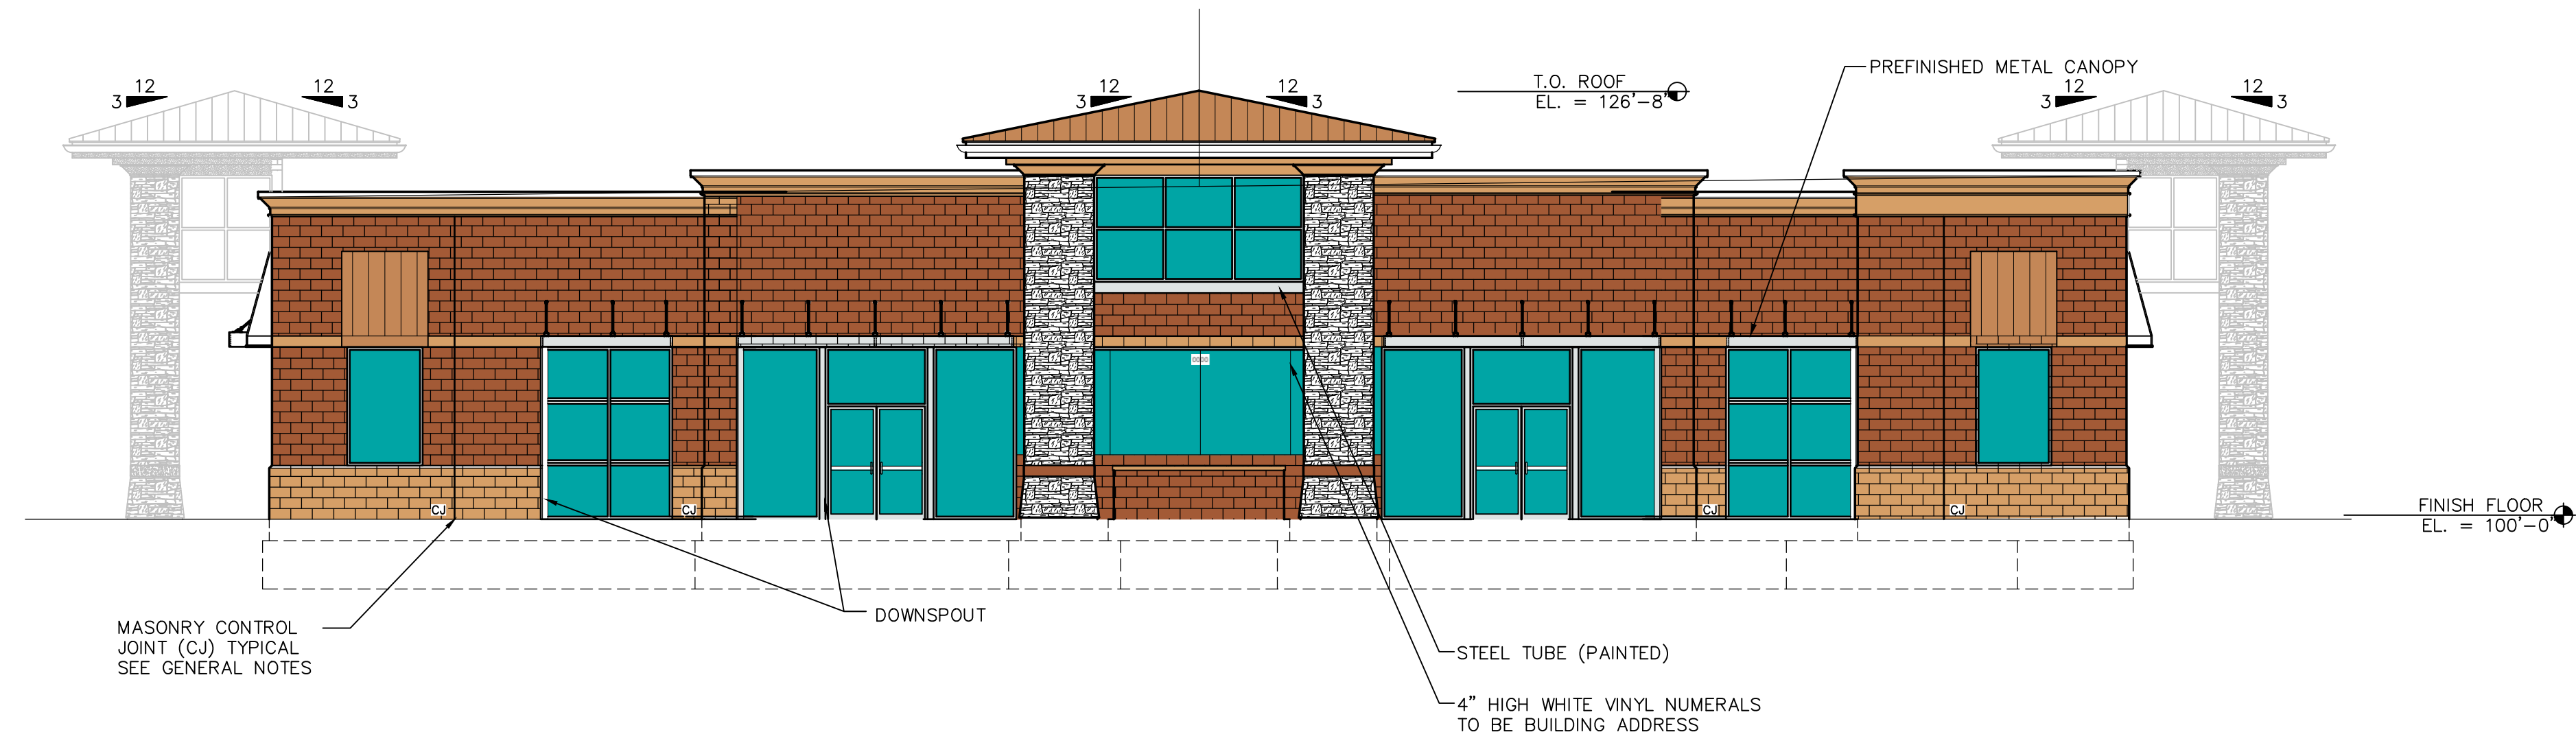 12
3
12
3
12
3
12
3
T.O. ROOF
EL. = 126'-8"
PREFINISHED METAL CANOPY
12
3
12
3
0000
CJ
CJ
CJ
CJ
FINISH FLOOR
EL. = 100'-0"
DOWNSPOUT
MASONRY CONTROL
JOINT (CJ) TYPICAL
SEE GENERAL NOTES
STEEL TUBE (PAINTED)
4" HIGH WHITE VINYL NUMERALS
TO BE BUILDING ADDRESS